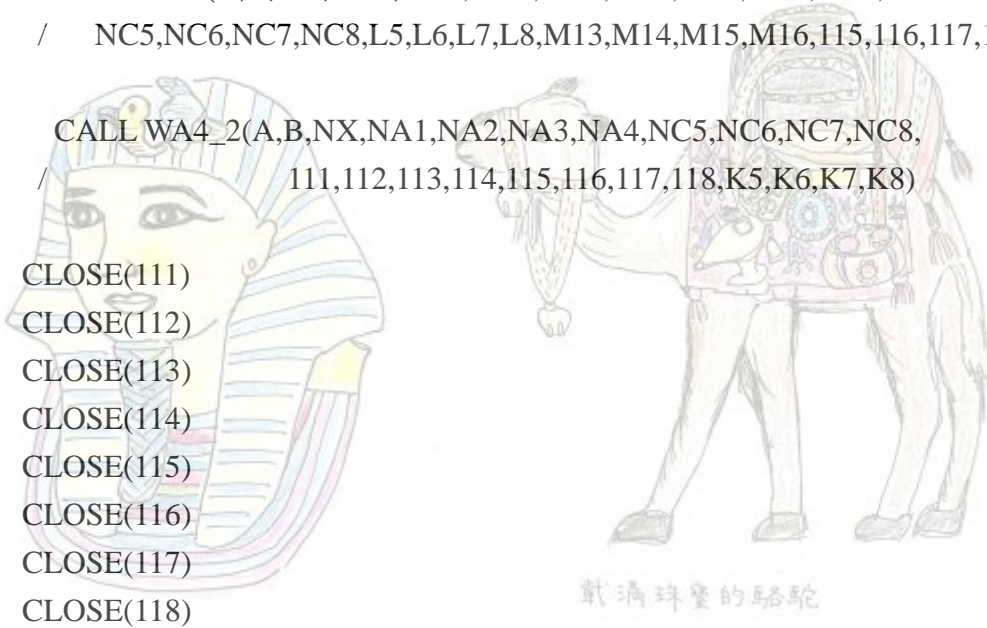 / NC5,NC6,NC7,NC8,L5,L6,L7,L8,M13,M14,M15,M16,115,116,117,
CALL WA4_2(A,B,NX,NA1,NA2,NA3,NA4,NC5,NC6,NC7,NC8,
/ 111,112,113,114,115,116,117,118,K5,K6,K7,K8)
CLOSE(111)
CLOSE(112)
CLOSE(113)
CLOSE(114)
CLOSE(115)
CLOSE(116)
CLOSE(117)
CLOSE(118)
載滿珠寶的駱駝